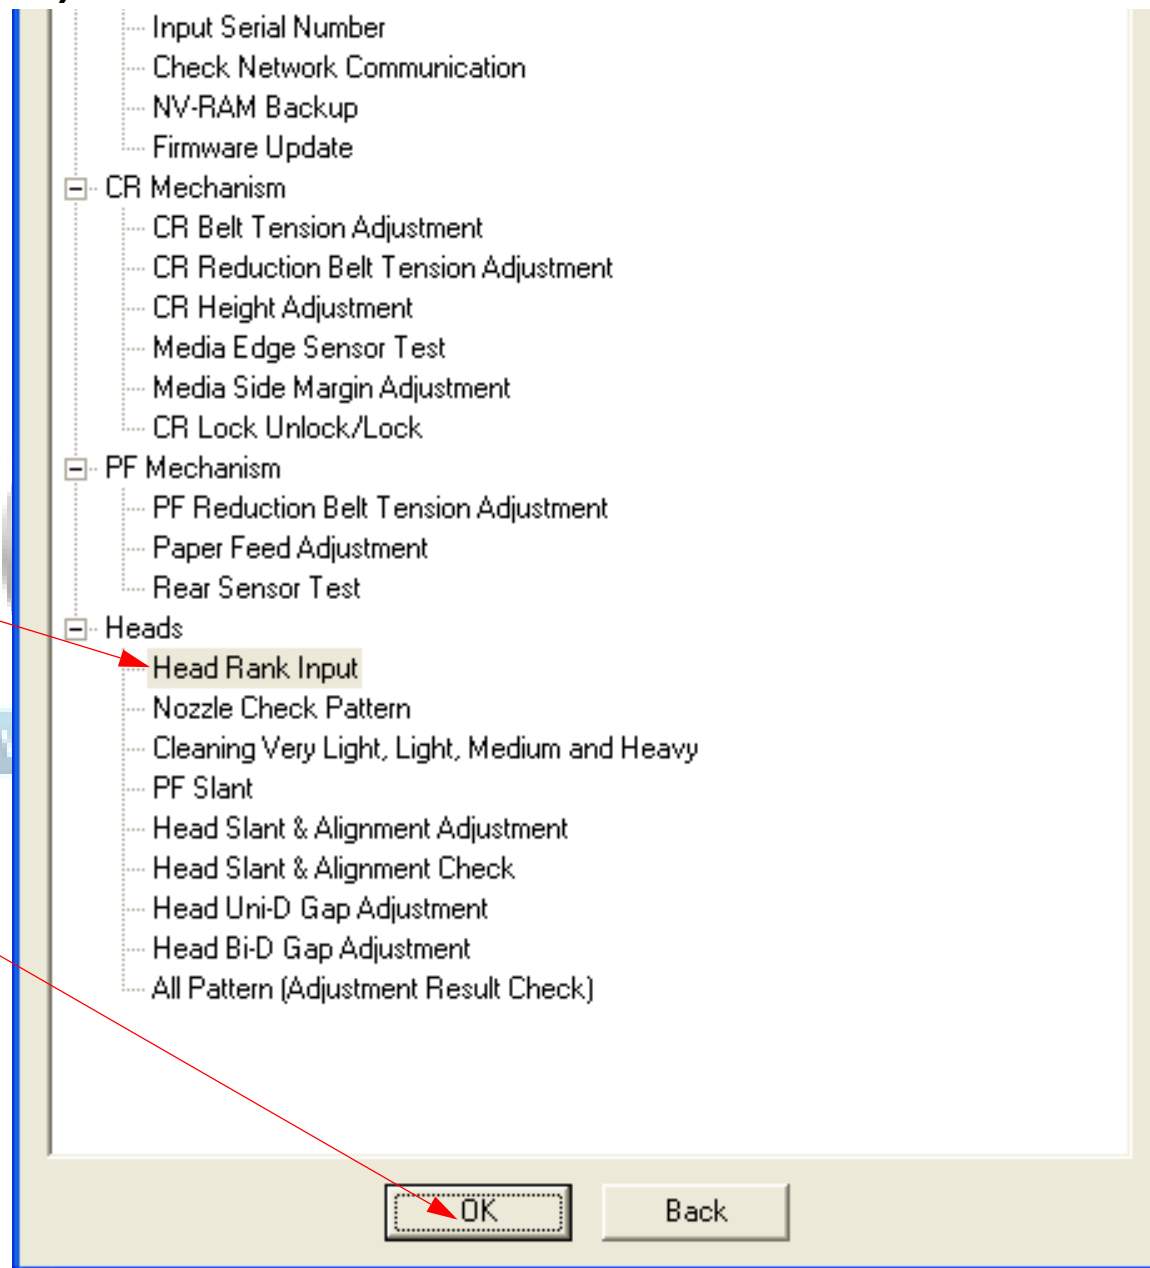 Input Serial Number
Check Network Communication
NV-RAM Backup
Firmware Update
CR Mechanism
CR Belt Tension Adjustment
CR Reduction Belt Tension Adjustment
CR Height Adjustment
Media Edge Sensor Test
Media Side Margin Adjustment
CR Lock Unlock/Lock
PF Mechanism
PF Reduction Belt Tension Adjustment
Paper Feed Adjustment
Rear Sensor Test
Heads
Head Rank Input
Nozzle Check Pattern
Cleaning Very Light, Light, Medium and Heavy
PF Slant
Head Slant & Alignment Adjustment
Head Slant & Alignment Check
Head Uni-D Gap Adjustment
Head Bi-D Gap Adjustment
All Pattern (Adjustment Result Check)
OK Back